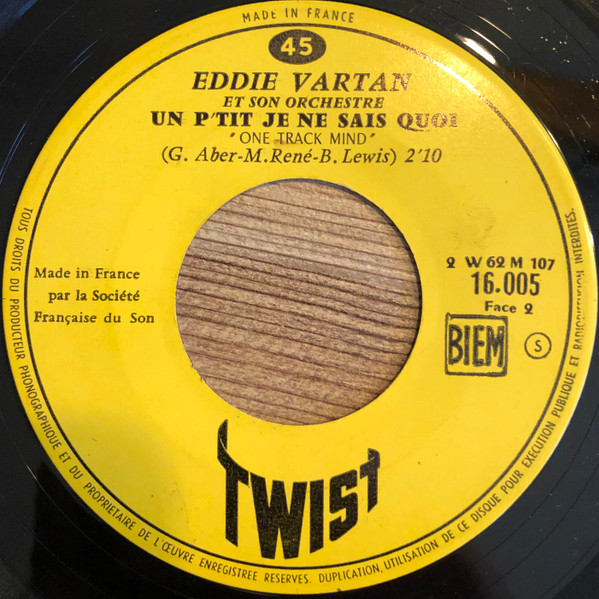 MADE IN FRANCE
45
EDDIE VARTAN
ET SON ORCHESTRE
UN P'TIT JE NE SAIS QUOI
"ONE TRACK MIND"
(G. Aber-M. René-B. Lewis) 2'10
Made in France
par la Société
Française du Son
2 W 62 M 107
16.005
Face 2
BIEM
S
TWIST
TOUS DROITS DU PRODUCTEUR PHONOGRAPHIQUE ET DU PROPRIETAIRE DE L'ŒUVRE ENREGISTREE RESERVES. DUPLICATION, UTILISATION DE CE DISQUE POUR EXECUTION PUBLIQUE ET RADIODIFFUSION INTERDITES.